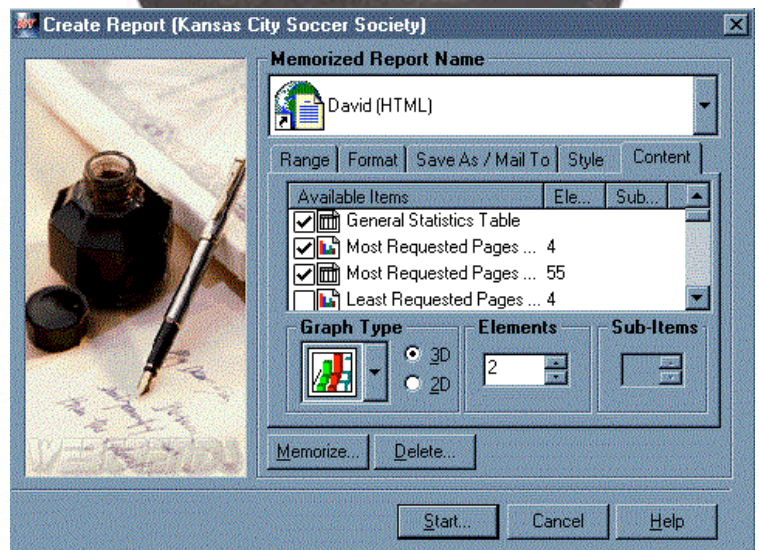 Create Report (Kansas City Soccer Society)
Memorized Report Name
David (HTML)
Range Format Save As / Mail To Style Content
Available Items Ele... Sub...
General Statistics Table
Most Requested Pages ... 4
Most Requested Pages ... 55
Least Requested Pages ... 4
Graph Type Elements Sub-Items
3D
2D
2
Memorize... Delete...
WEBTRENDS
Start... Cancel Help